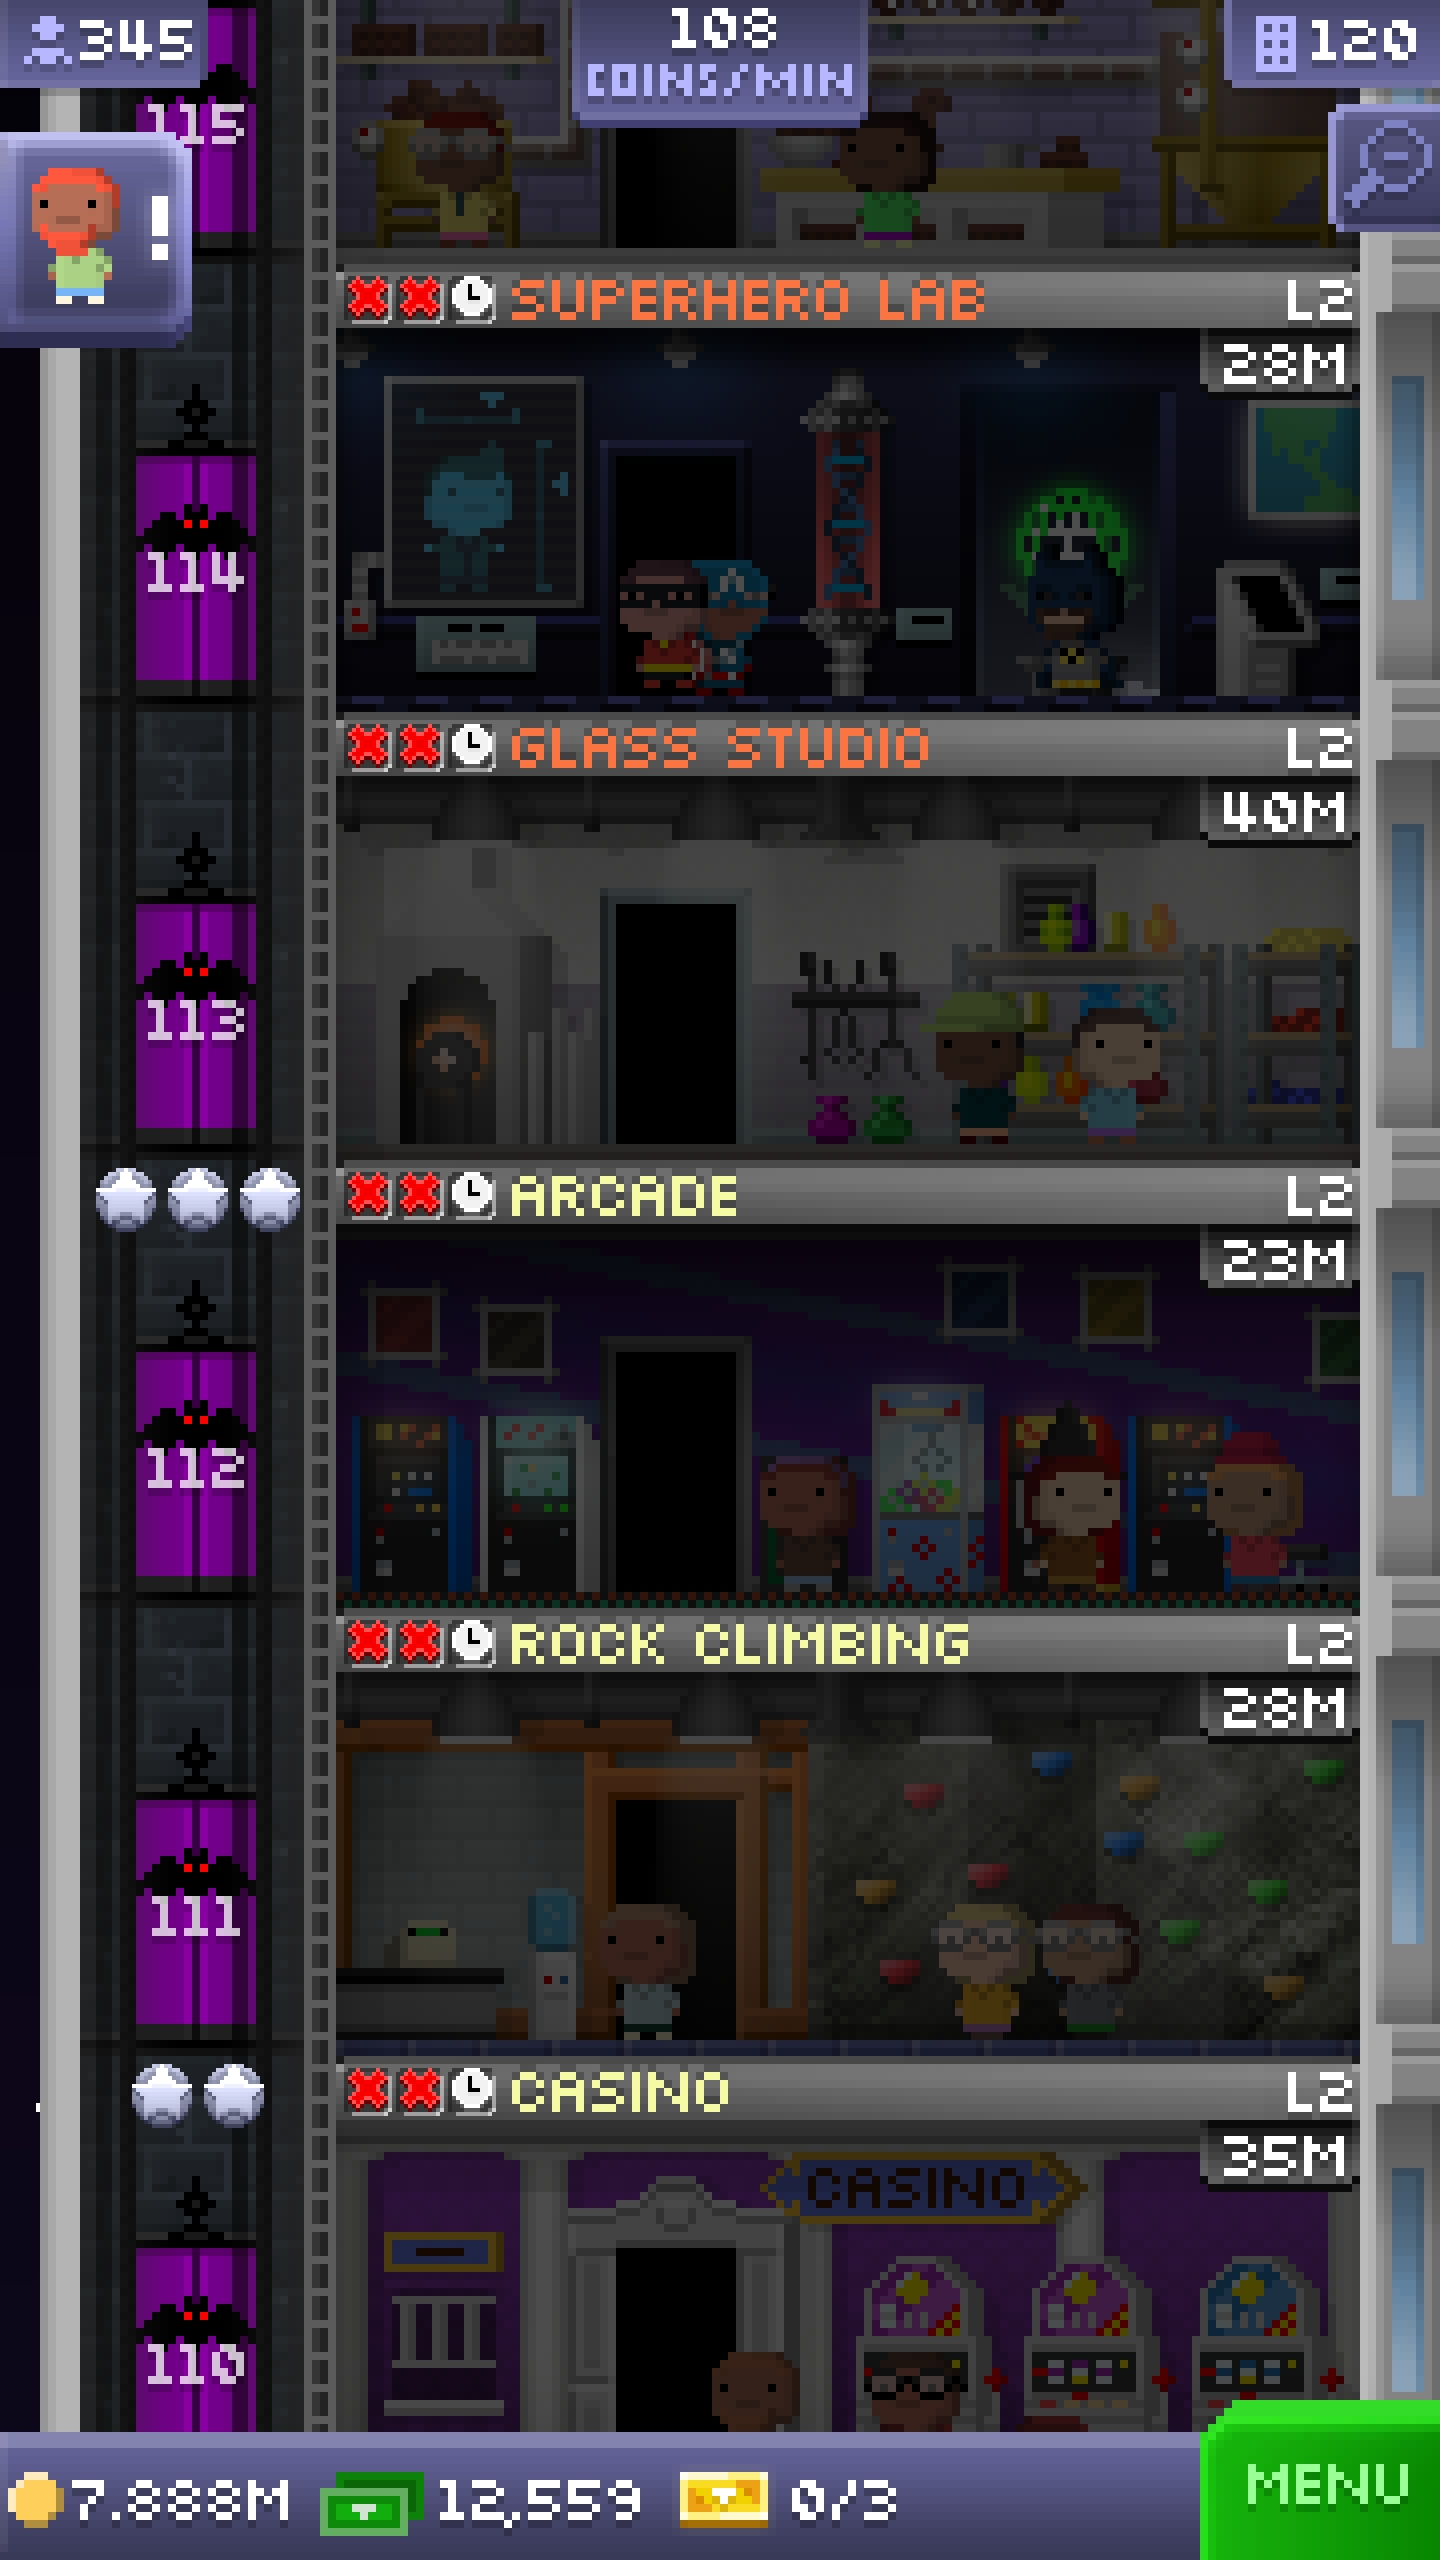 345
108
COINS/MIN
120
115
!
SUPERHERO LAB L2
28M
114
GLASS STUDIO L2
40M
113
ARCADE L2
23M
112
ROCK CLIMBING L2
28M
111
CASINO L2
35M
CASINO
110
7.888M 12,559 0/3
MENU